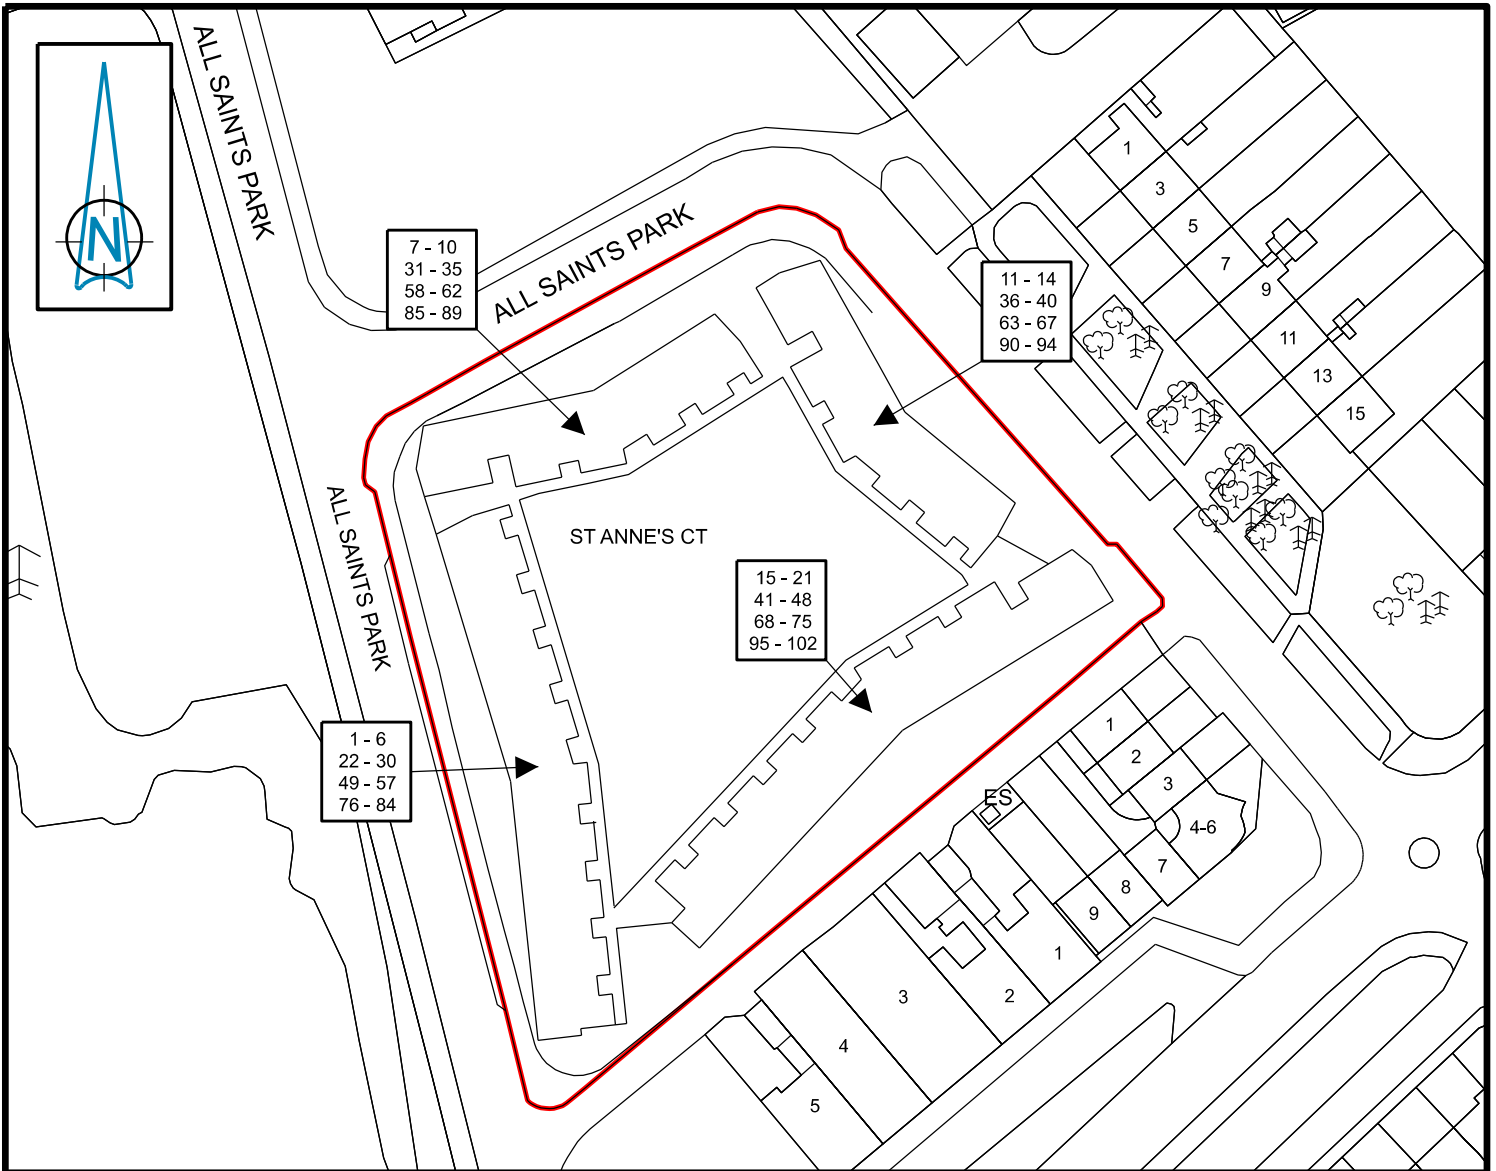 ALL SAINTS PARK
N
7 - 10
31 - 35
58 - 62
85 - 89
ALL SAINTS PARK
11 - 14
36 - 40
63 - 67
90 - 94
1
3
5
7
9
11
13
15
ALL SAINTS PARK
ST ANNE'S CT
15 - 21
41 - 48
68 - 75
95 - 102
1 - 6
22 - 30
49 - 57
76 - 84
ES
1
2
3
4-6
7
8
9
1
2
3
4
5